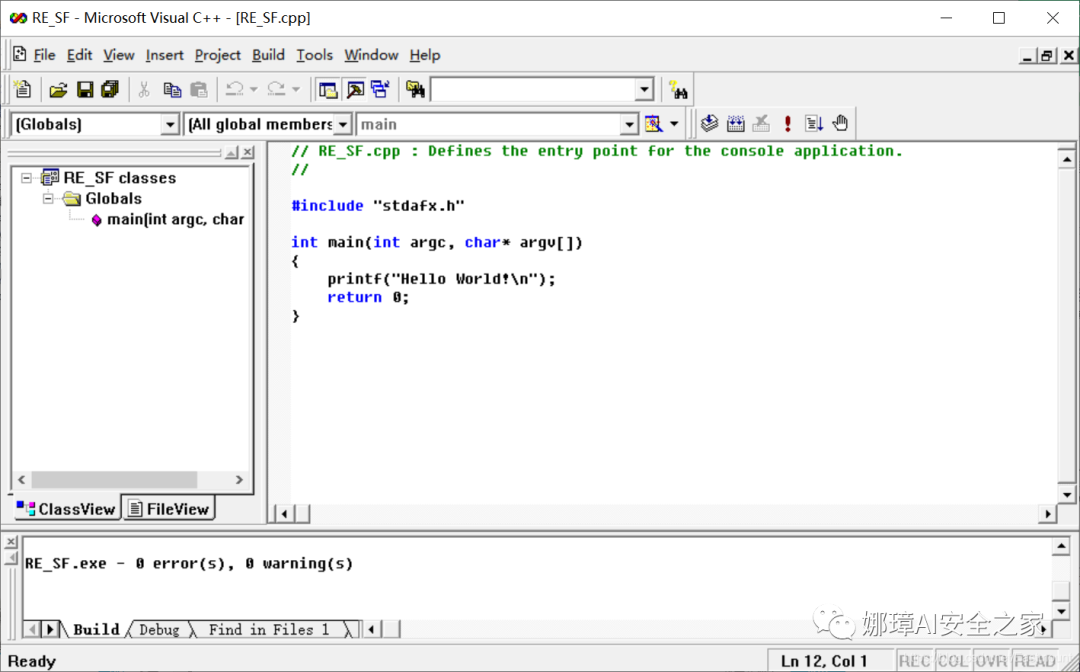 RE_SF - Microsoft Visual C++ - [RE_SF.cpp]
File Edit View Insert Project Build Tools Window Help
(Globals) (All global members main
RE_SF classes
Globals
main(int argc, char
ClassView FileView
// RE_SF.cpp : Defines the entry point for the console application.
//
#include "stdafx.h"
int main(int argc, char* argv[])
{
    printf("Hello World!\n");
    return 0;
}
RE_SF.exe - 0 error(s), 0 warning(s)
Build Debug Find in Files 1
娜璋AI安全之家
Ready Ln 12, Col 1 REC COL OVR READ